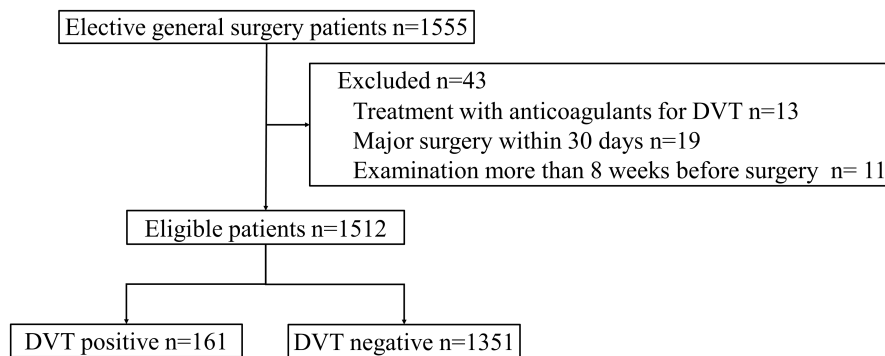 Elective general surgery patients n=1555
Excluded n=43
Treatment with anticoagulants for DVT n=13
Major surgery within 30 days n=19
Examination more than 8 weeks before surgery n= 11
Eligible patients n=1512
DVT positive n=161
DVT negative n=1351